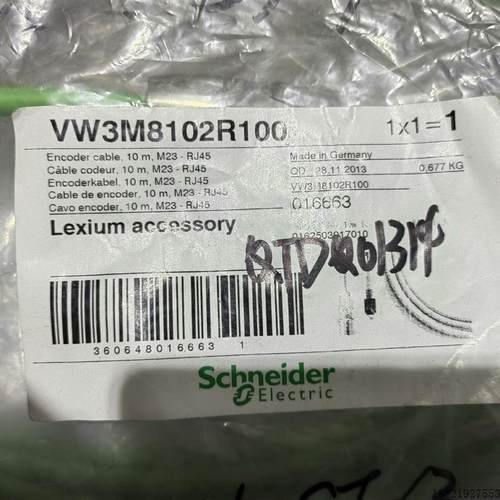 VW3M8102R100
1x1=1
Encoder cable, 10 m, M23 - RJ45
Câble codeur, 10 m, M23 - RJ45
Encoderkabel, 10 m, M23 - RJ45
Cable de encoder, 10 m, M23 - RJ45
Cavo encoder, 10 m, M23 - RJ45
Made in Germany
QD 28.11.2013 0,677 KG
016663
Lexium accessory
360648016663 1
Schneider
Electric